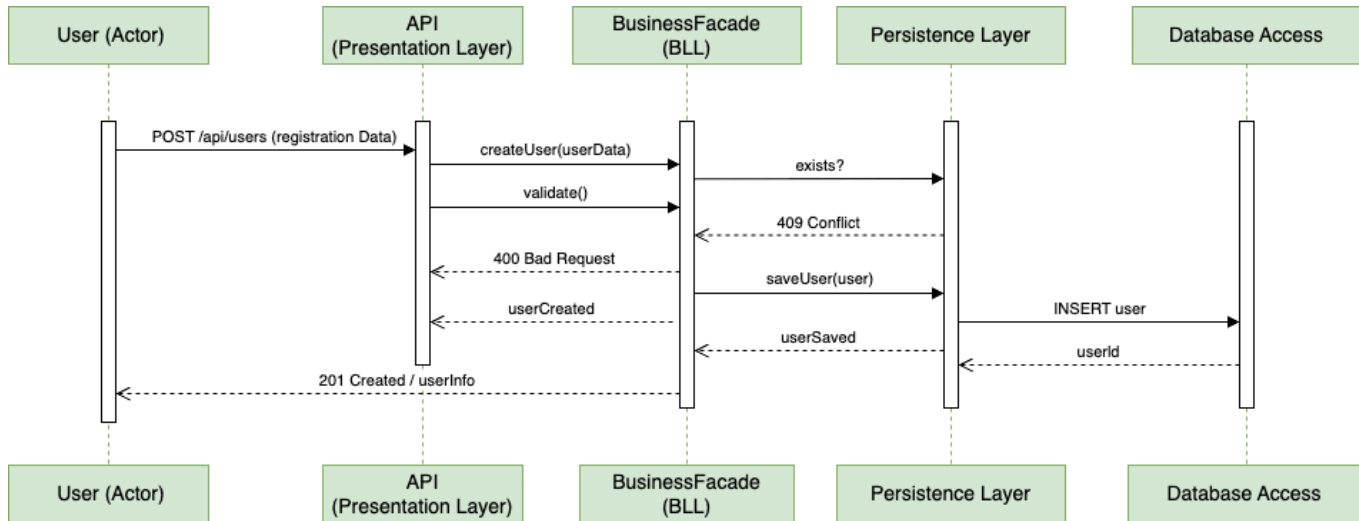 User (Actor)
API
(Presentation Layer)
BusinessFacade
(BLL)
Persistence Layer
Database Access
POST /api/users (registration Data)
createUser(userData)
exists?
validate()
409 Conflict
400 Bad Request
saveUser(user)
userCreated
INSERT user
userSaved
userId
201 Created / userInfo
User (Actor)
API
(Presentation Layer)
BusinessFacade
(BLL)
Persistence Layer
Database Access